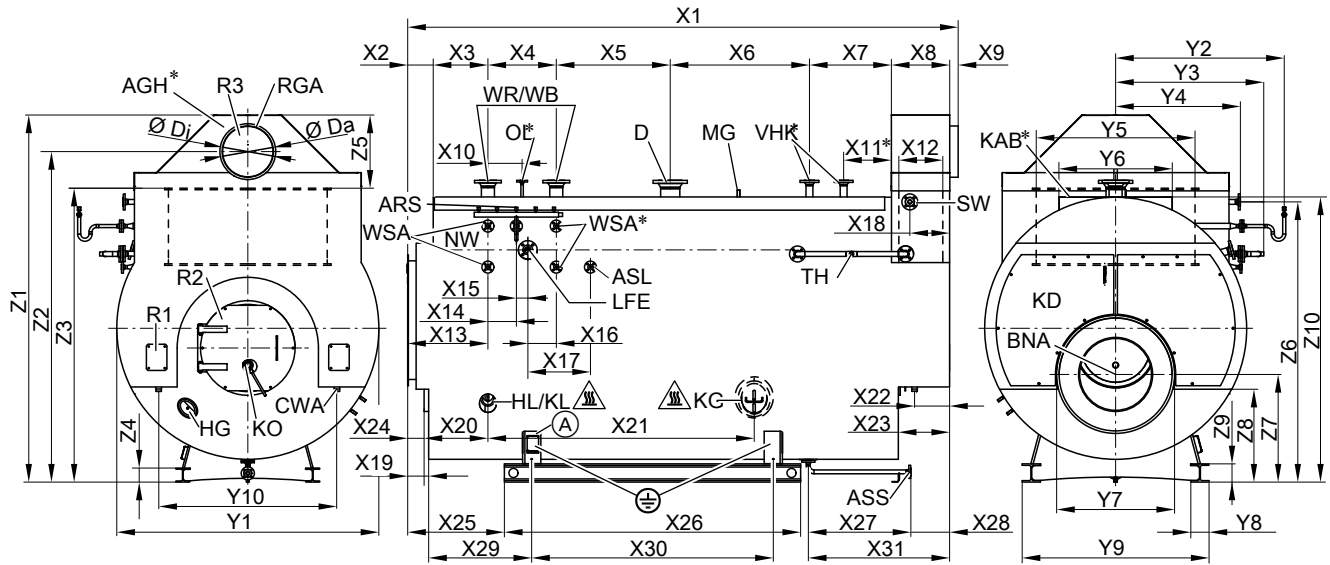 X1
X2 X3 X4 X5 X6 X7 X8 X9
Y2
Y3
Y4
Y5
Y6
AGH* R3 RGA
Ø Di Ø Da
WR/WB
OL* D MG VHK*
X10 X11* X12
KAB*
Z5
ARS
WSA NW WSA*
SW
X18
ASL
TH
LFE
X15
X14
X13 X16
X17
R2
R1
Z1 Z2 Z3 Z4
KD
BNA
Z6
Z10
CWA
HG KO
HL/KL KC
X22
X23
X24 X20 A X21
X19
Z9 Z8 Z7
Y10
Y1
ASS
X25 X26 X27 X28
X29 X30 X31
Y7 Y8
Y9